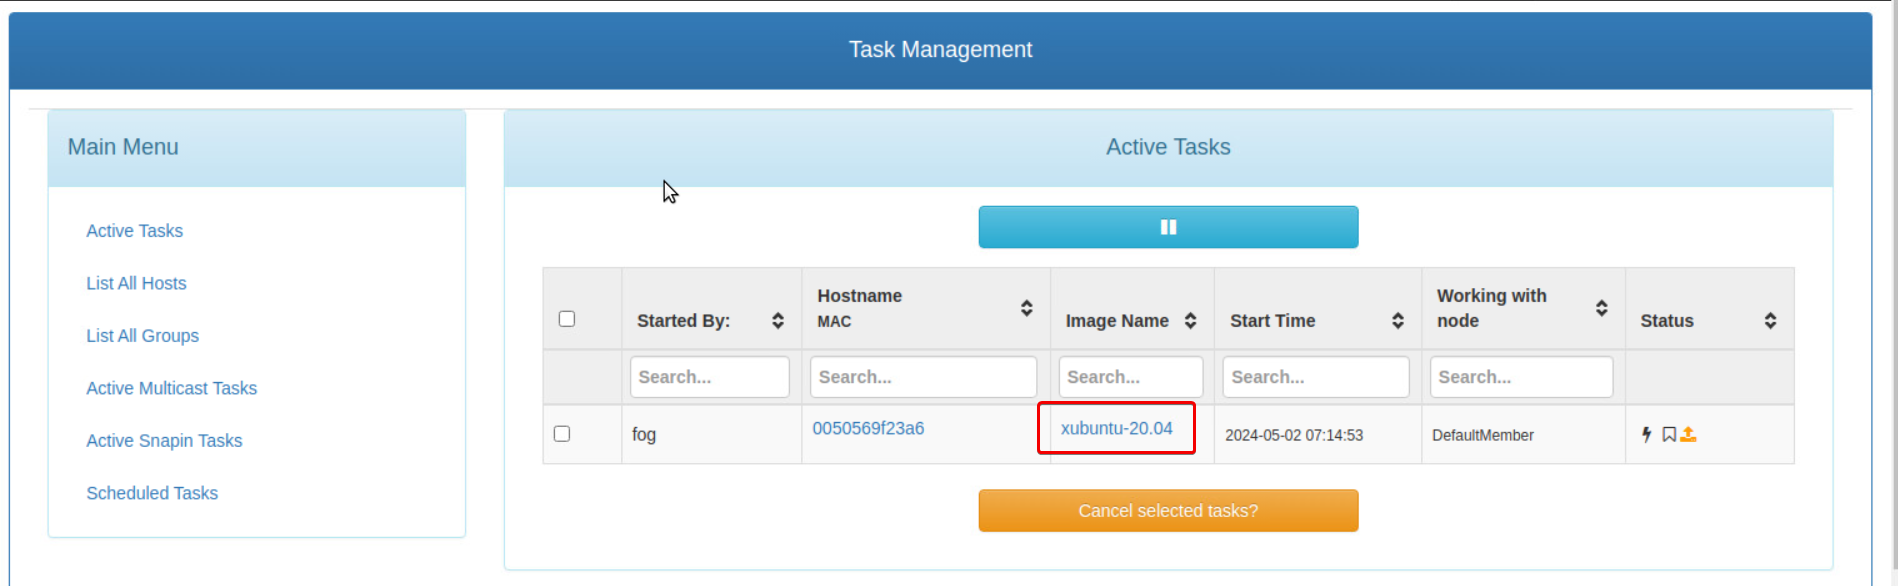 Task Management
Main Menu
Active Tasks
List All Hosts
List All Groups
Active Multicast Tasks
Active Snapin Tasks
Scheduled Tasks
Active Tasks
Started By:
Hostname
MAC
Image Name
Start Time
Working with
node
Status
Search...
Search...
Search...
Search...
Search...
fog
0050569f23a6
xubuntu-20.04
2024-05-02 07:14:53
DefaultMember
Cancel selected tasks?